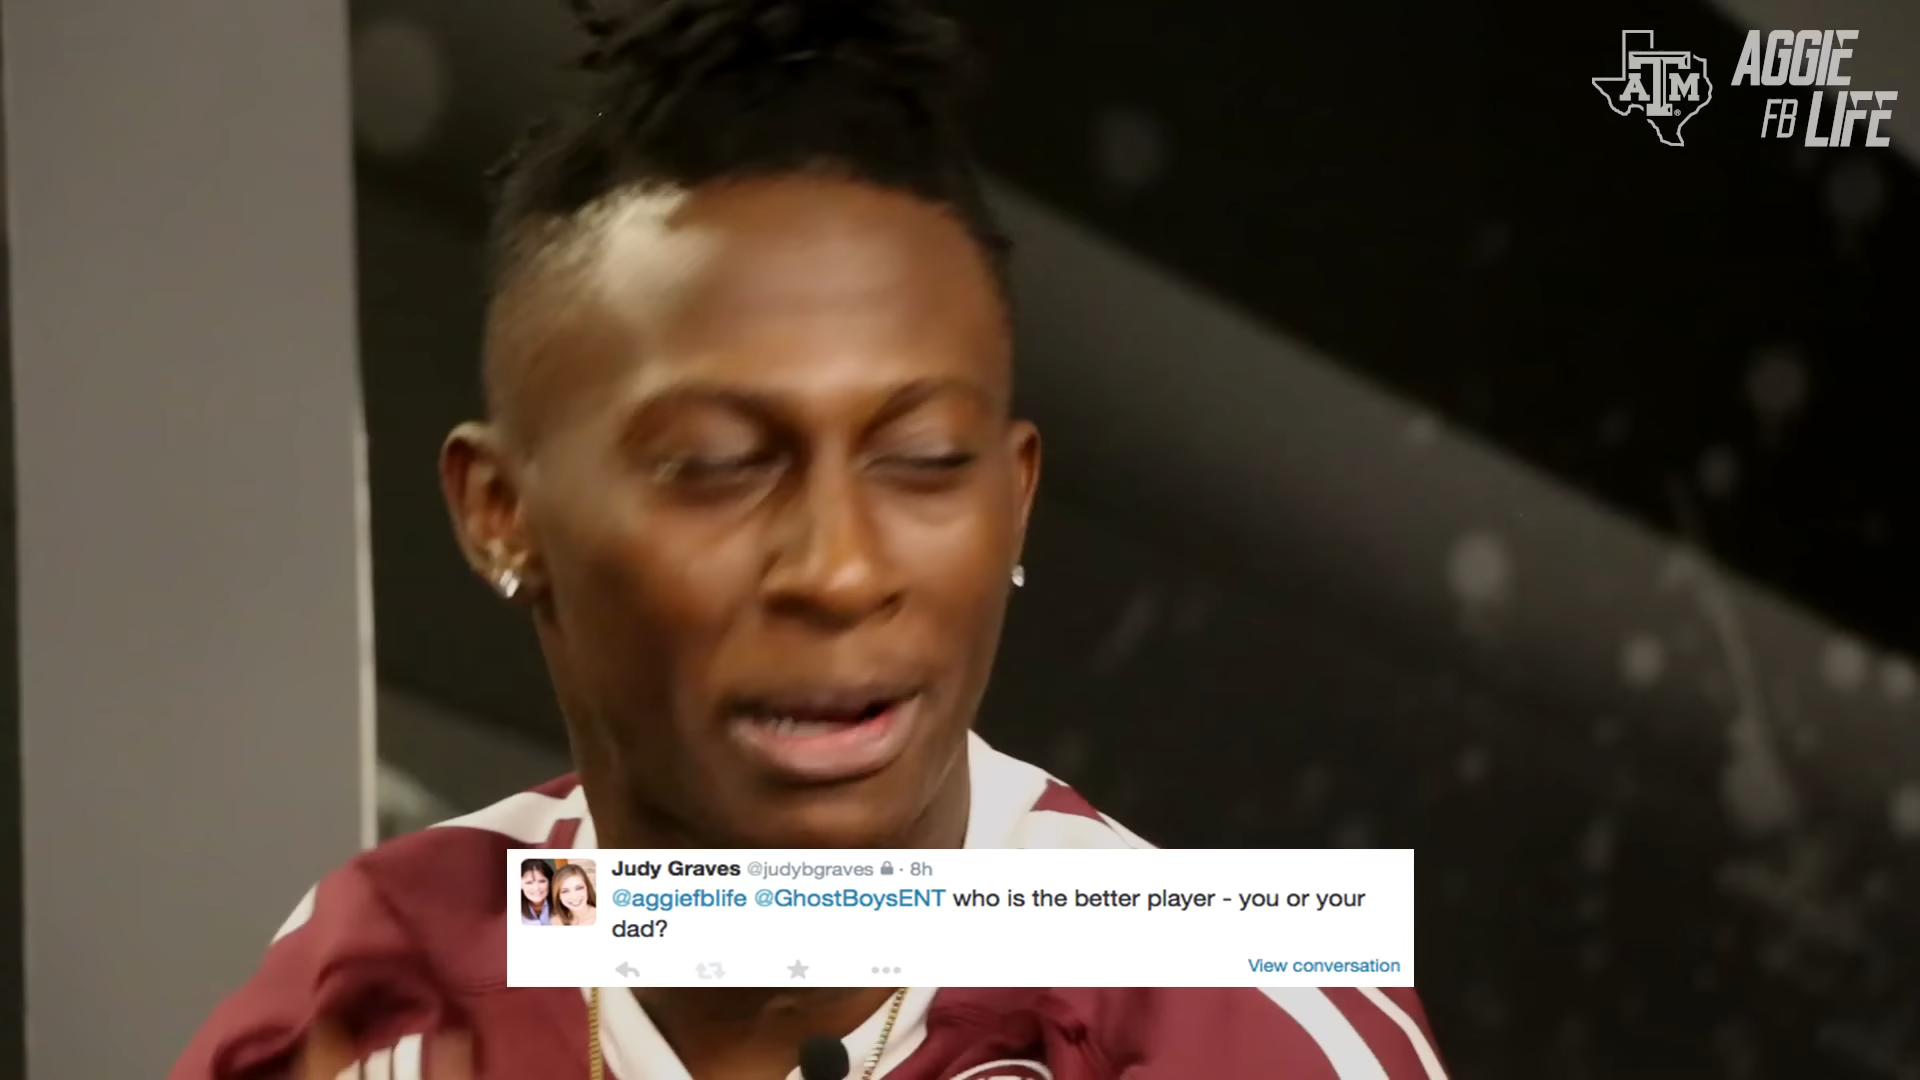 AGGIE
ATM
FB LIFE
Judy Graves @judybgraves · 8h
@aggiefblife @GhostBoysENT who is the better player - you or your
dad?
View conversation